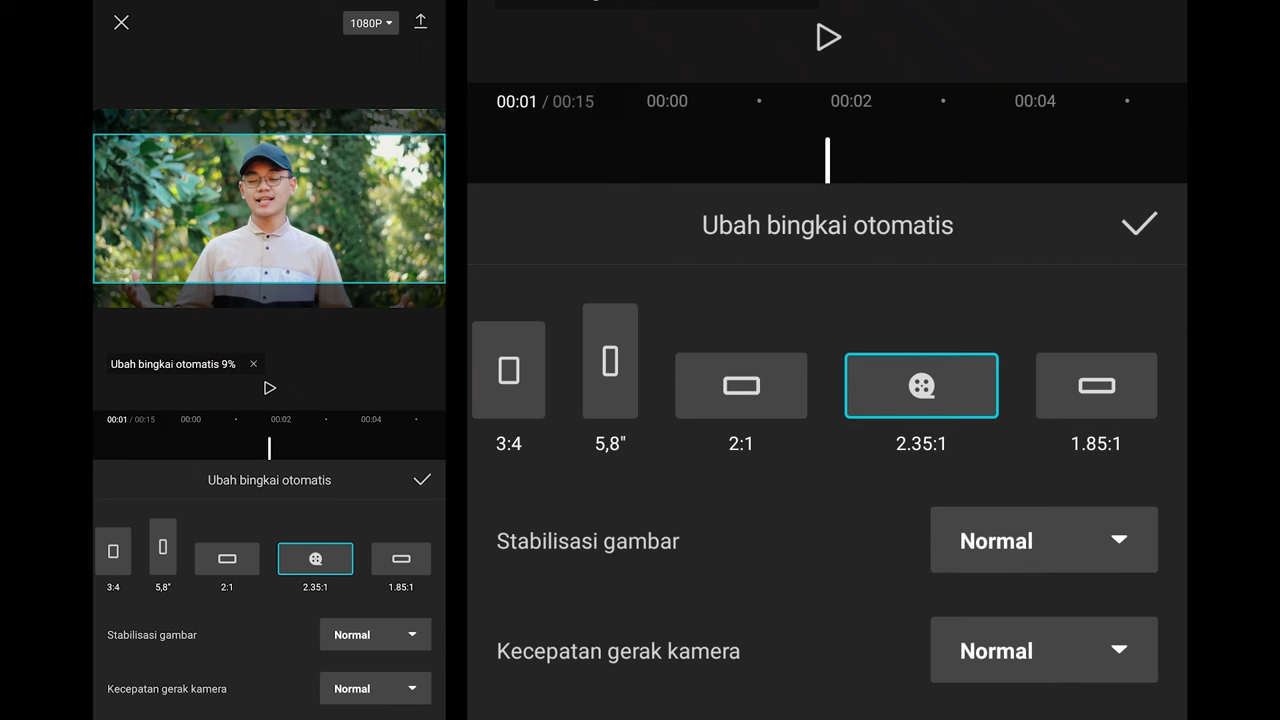 1080P
Ubah bingkai otomatis 9%
00:01 / 00:15 00:00 00:02 00:04
Ubah bingkai otomatis
3:4 5,8" 2:1 2.35:1 1.85:1
Stabilisasi gambar Normal
Kecepatan gerak kamera Normal
00:01 / 00:15 00:00 00:02 00:04
Ubah bingkai otomatis
3:4 5,8" 2:1 2.35:1 1.85:1
Stabilisasi gambar Normal
Kecepatan gerak kamera Normal